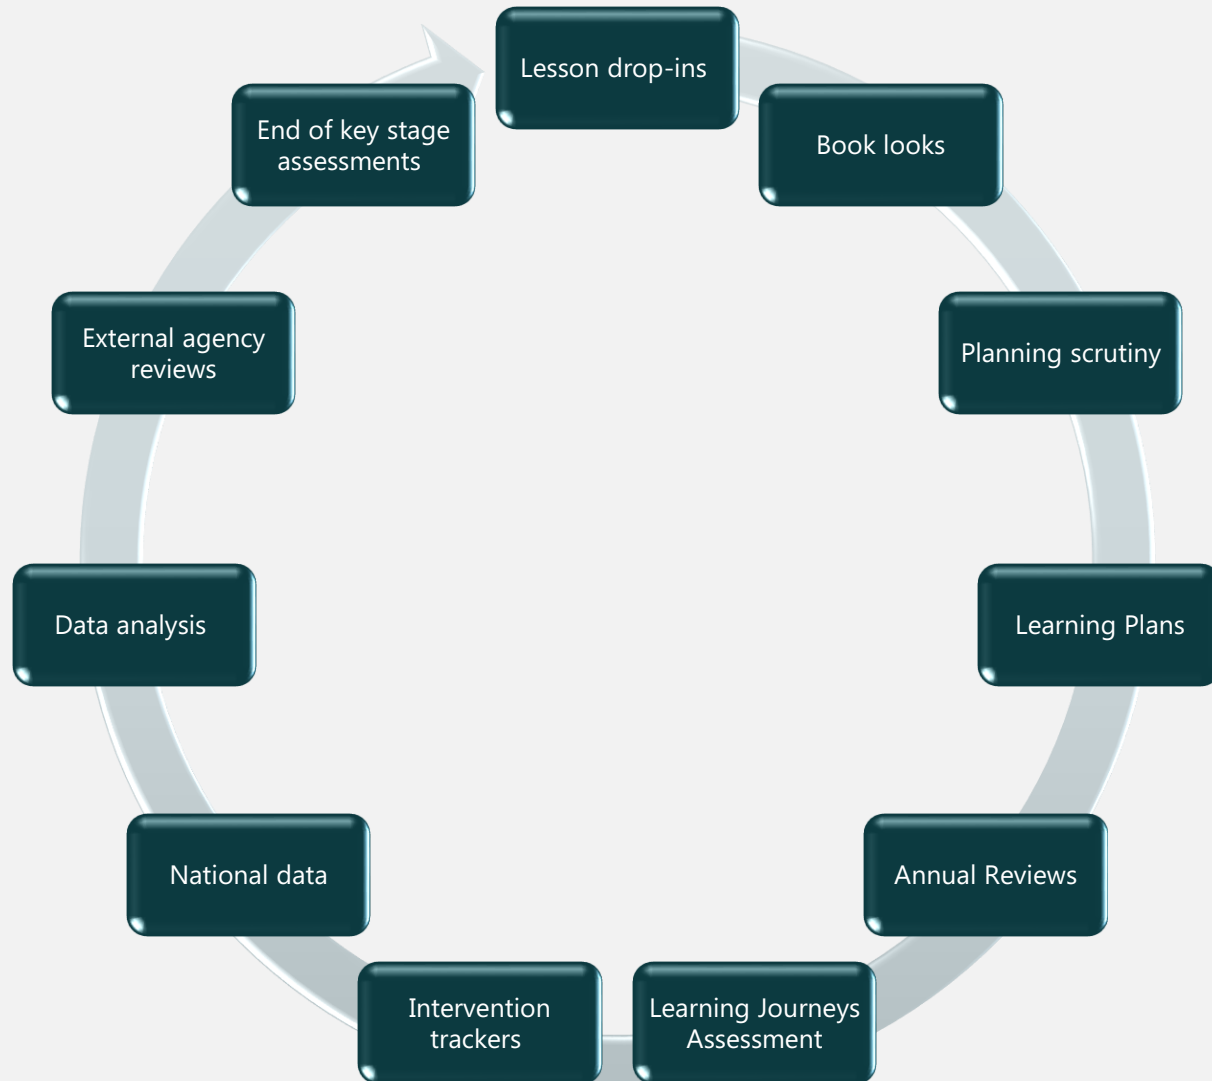 Lesson drop-ins
Book looks
Planning scrutiny
Learning Plans
Annual Reviews
Learning Journeys
Assessment
Intervention
trackers
National data
Data analysis
External agency
reviews
End of key stage
assessments